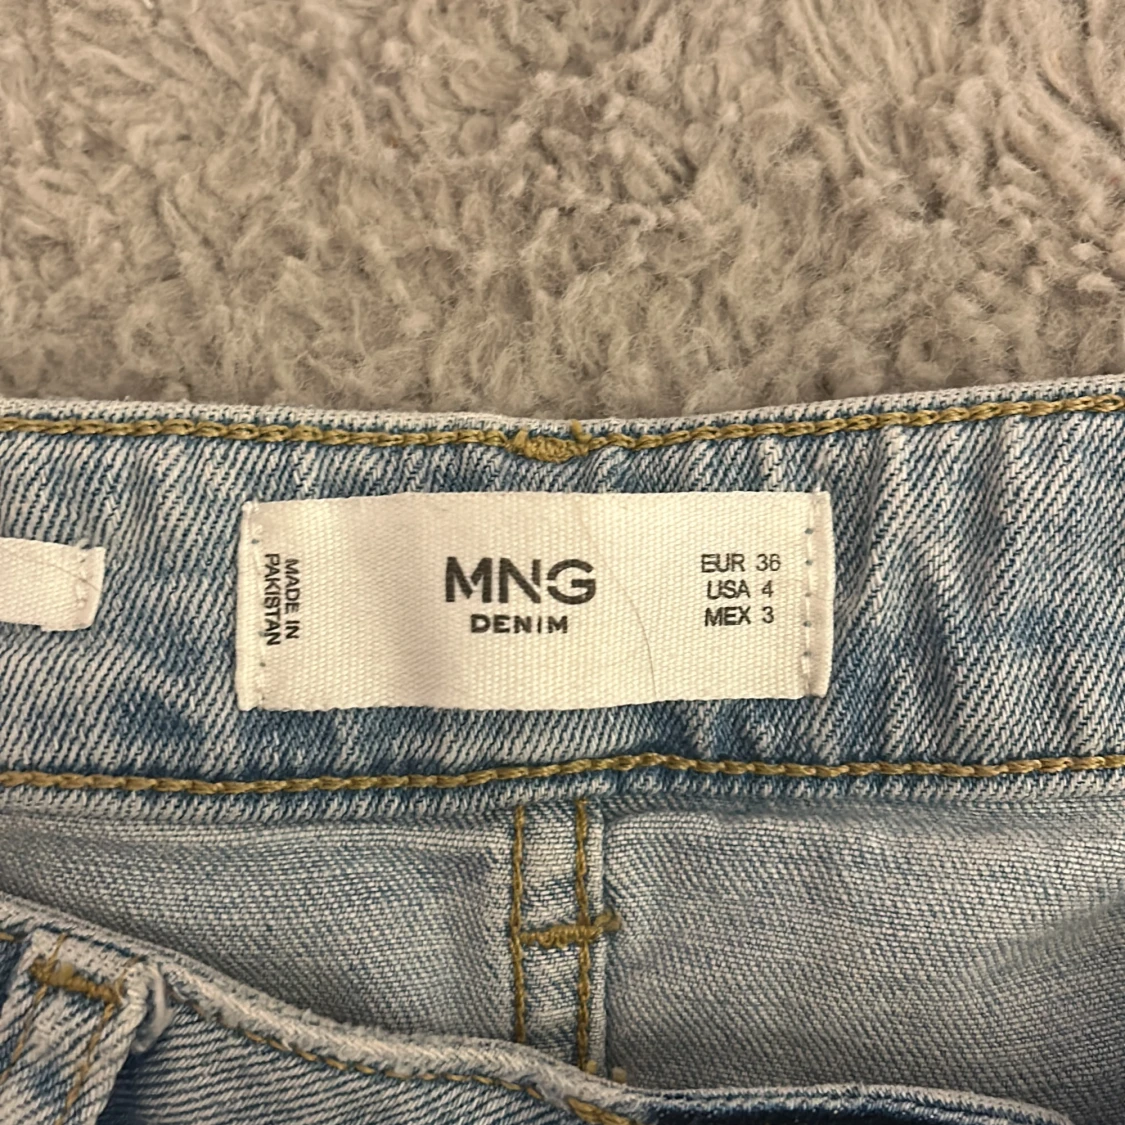 MADE IN
PAKISTAN
MNG
DENIM
EUR 36
USA 4
MEX 3